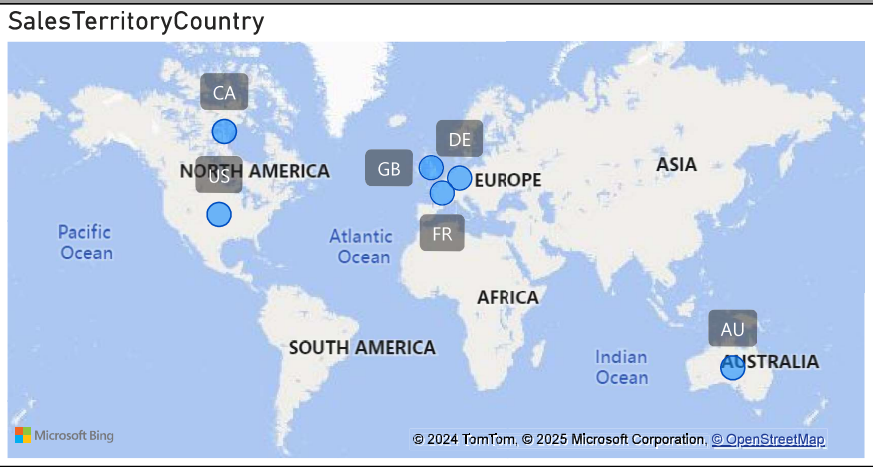 SalesTerritoryCountry
CA
DE
GB
US
NORTH AMERICA
EUROPE
ASIA
FR
Pacific
Ocean
Atlantic
Ocean
AFRICA
AU
SOUTH AMERICA
Indian
Ocean
AUSTRALIA
Microsoft Bing
© 2024 TomTom, © 2025 Microsoft Corporation, © OpenStreetMap